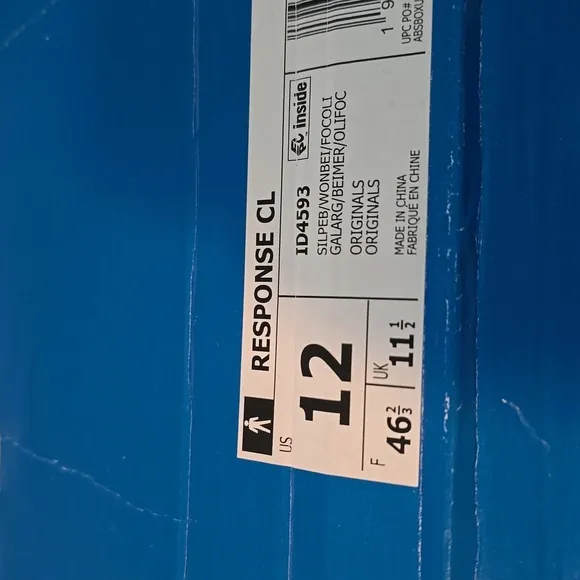 RESPONSE CL
ID4593
inside
SILPEB/WONBEI/FOCOLI
GALARG/BEIMER/OLIFOC
ORIGINALS
ORIGINALS
MADE IN CHINA
FABRIQUÉ EN CHINE
US
12
F
46 2/3
UK
11 1/2
UPC PO#